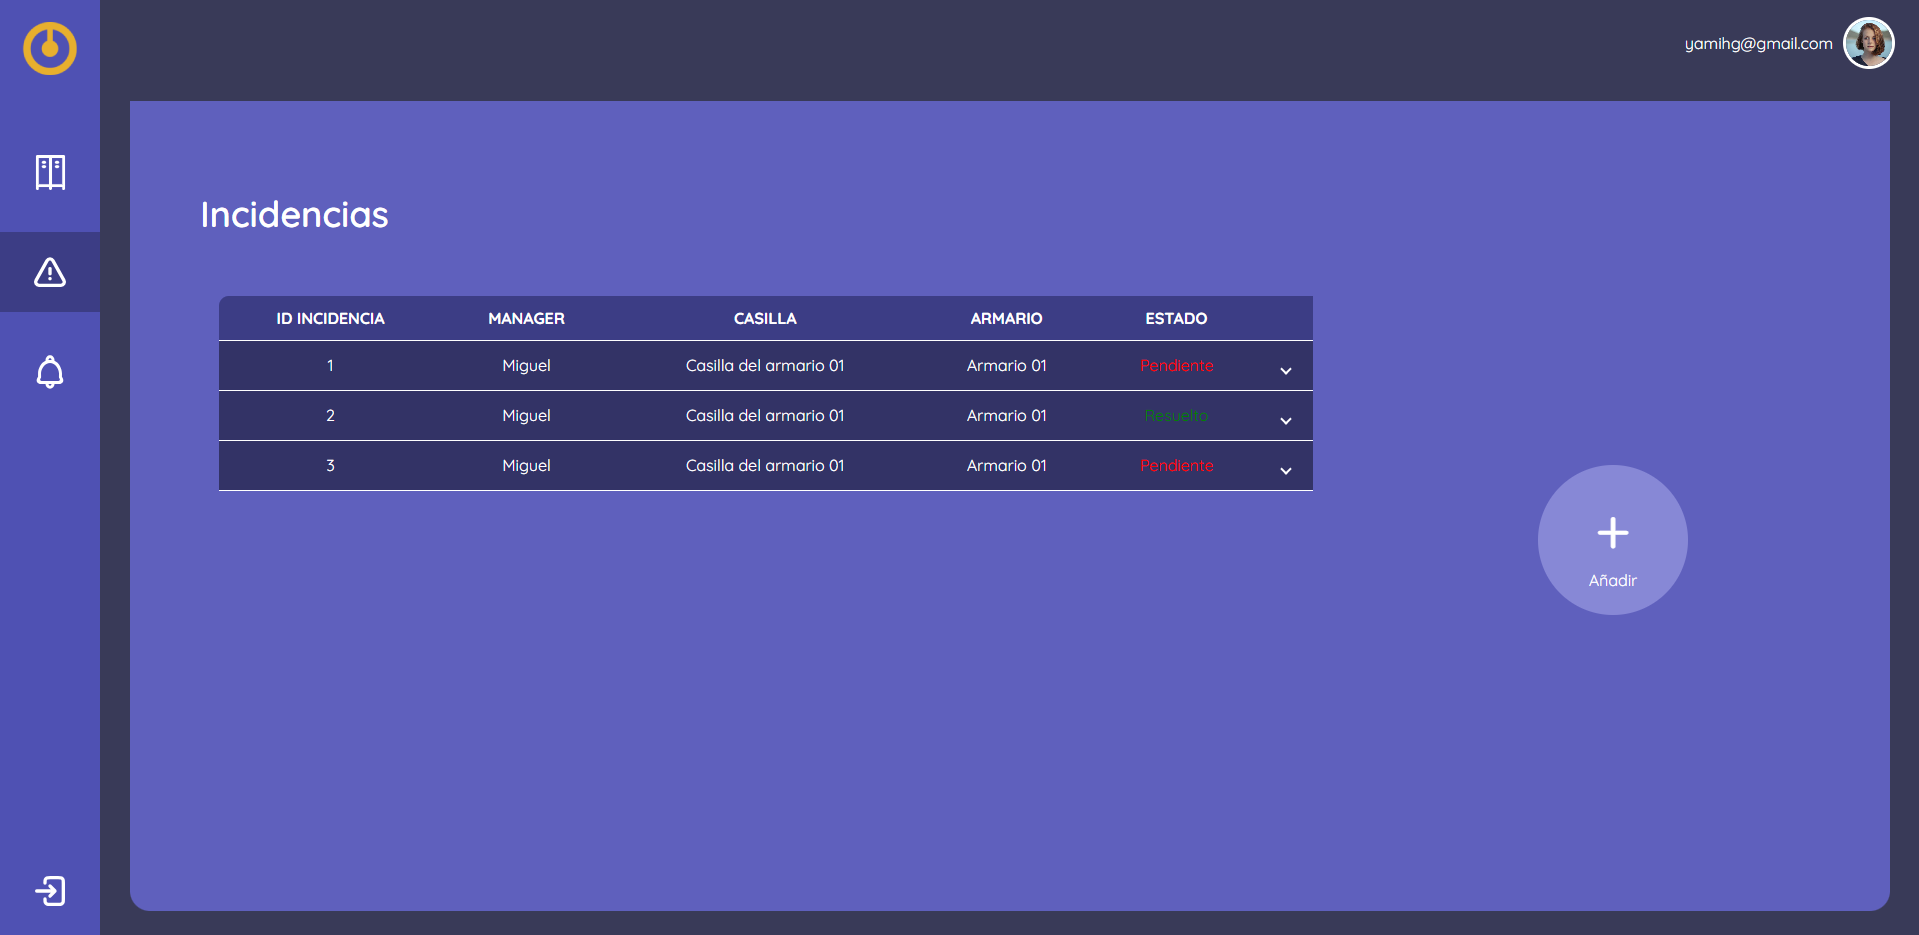 yamihg@gmail.com
Incidencias
ID INCIDENCIA MANAGER CASILLA ARMARIO ESTADO
1 Miguel Casilla del armario 01 Armario 01 Pendiente
2 Miguel Casilla del armario 01 Armario 01 Resuelto
3 Miguel Casilla del armario 01 Armario 01 Pendiente
Añadir